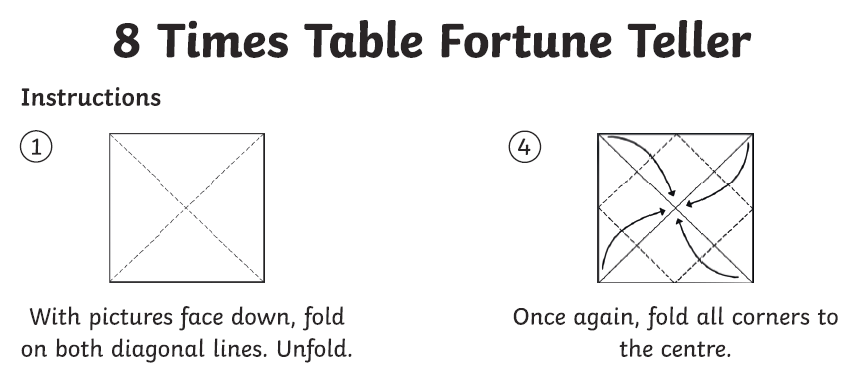 8 Times Table Fortune Teller
Instructions
1
With pictures face down, fold
on both diagonal lines. Unfold.
4
Once again, fold all corners to
the centre.